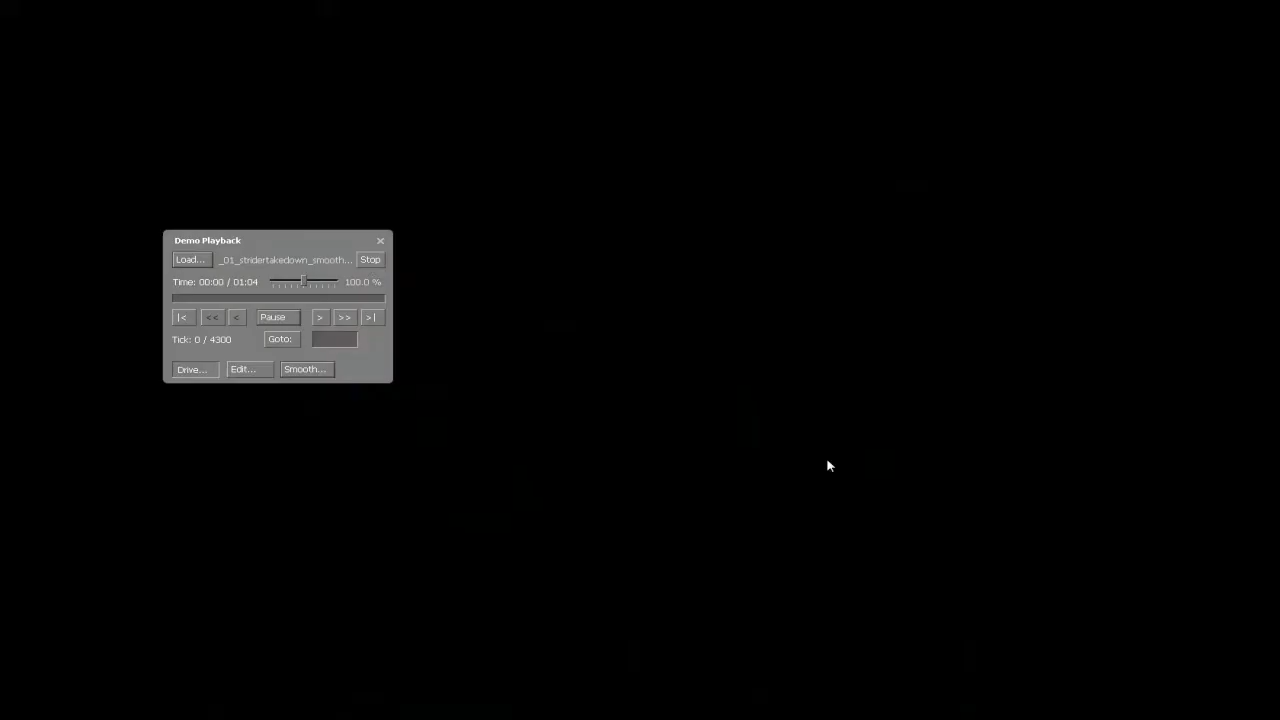 Demo Playback
Load... _01_stridertakedown_smooth... Stop
Time: 00:00 / 01:04 100.0 %
|< << < Pause > >> >|
Tick: 0 / 4300 Goto:
Drive... Edit... Smooth...